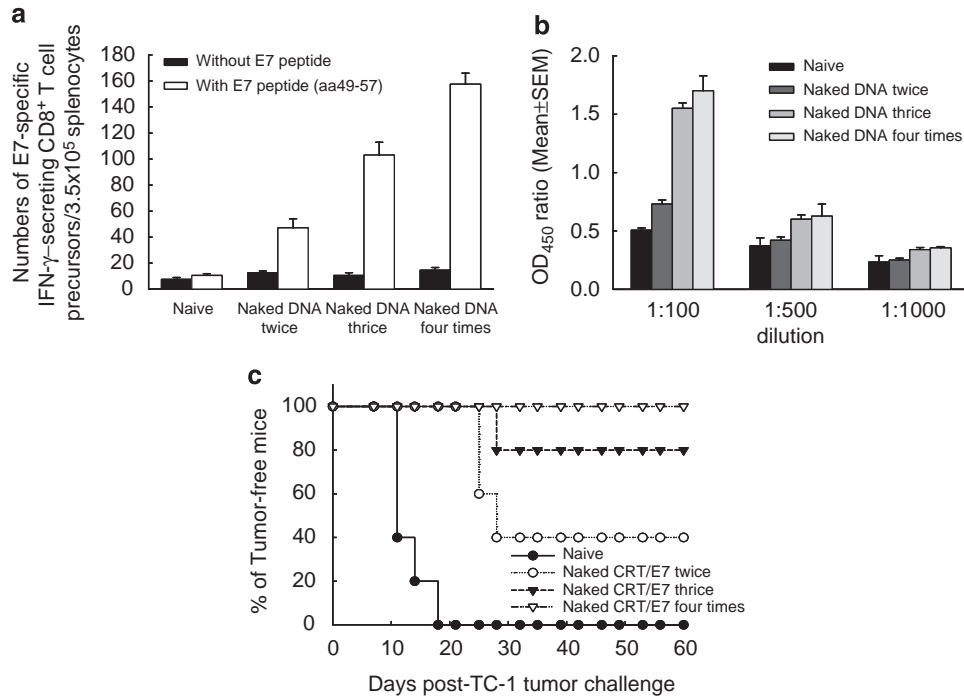 a
Numbers of E7-specific
IFN-γ–secreting CD8+ T cell
precursors/3.5x10⁵ splenocytes
180
160
140
120
100
80
60
40
20
0
Without E7 peptide
With E7 peptide (aa49-57)
Naive
Naked DNA
twice
Naked DNA
thrice
Naked DNA
four times
b
OD450 ratio (Mean±SEM)
2.0
1.5
1.0
0.5
0.0
Naive
Naked DNA twice
Naked DNA thrice
Naked DNA four times
1:100
1:500
1:1000
dilution
c
% of Tumor-free mice
100
80
60
40
20
0
Naive
Naked CRT/E7 twice
Naked CRT/E7 thrice
Naked CRT/E7 four times
0
10
20
30
40
50
60
Days post-TC-1 tumor challenge